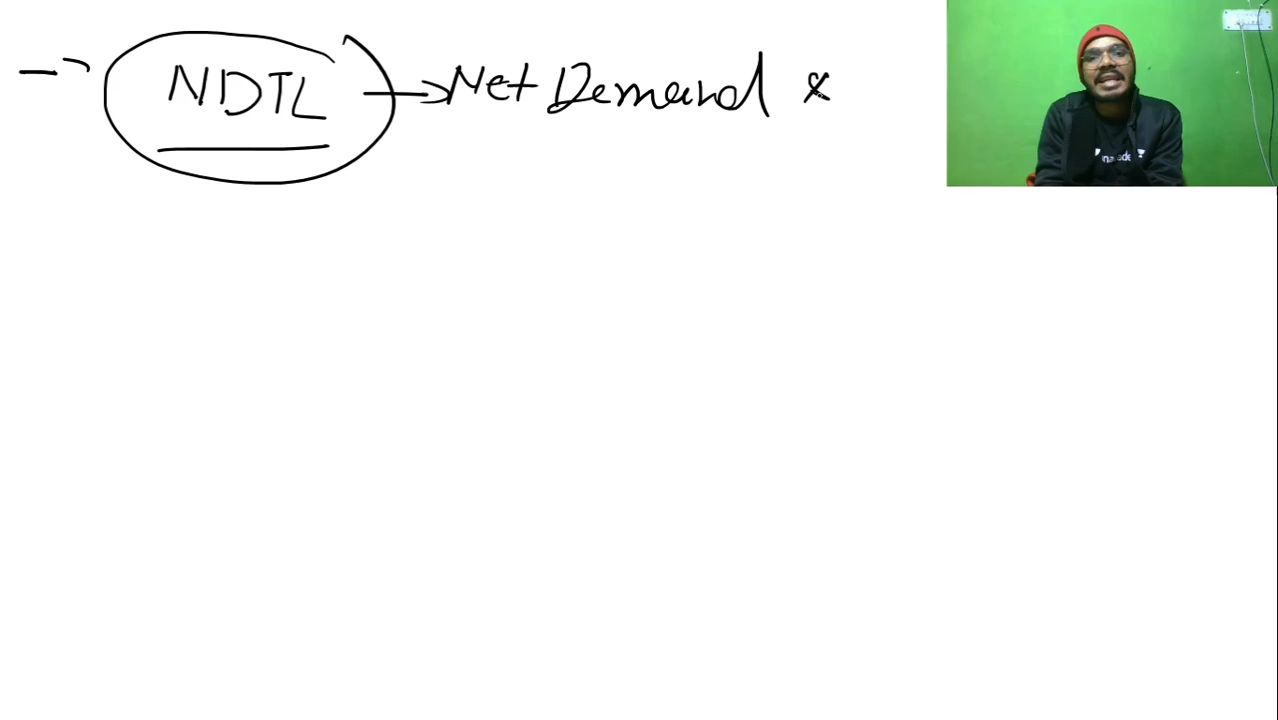 NDTL → Net Demand &